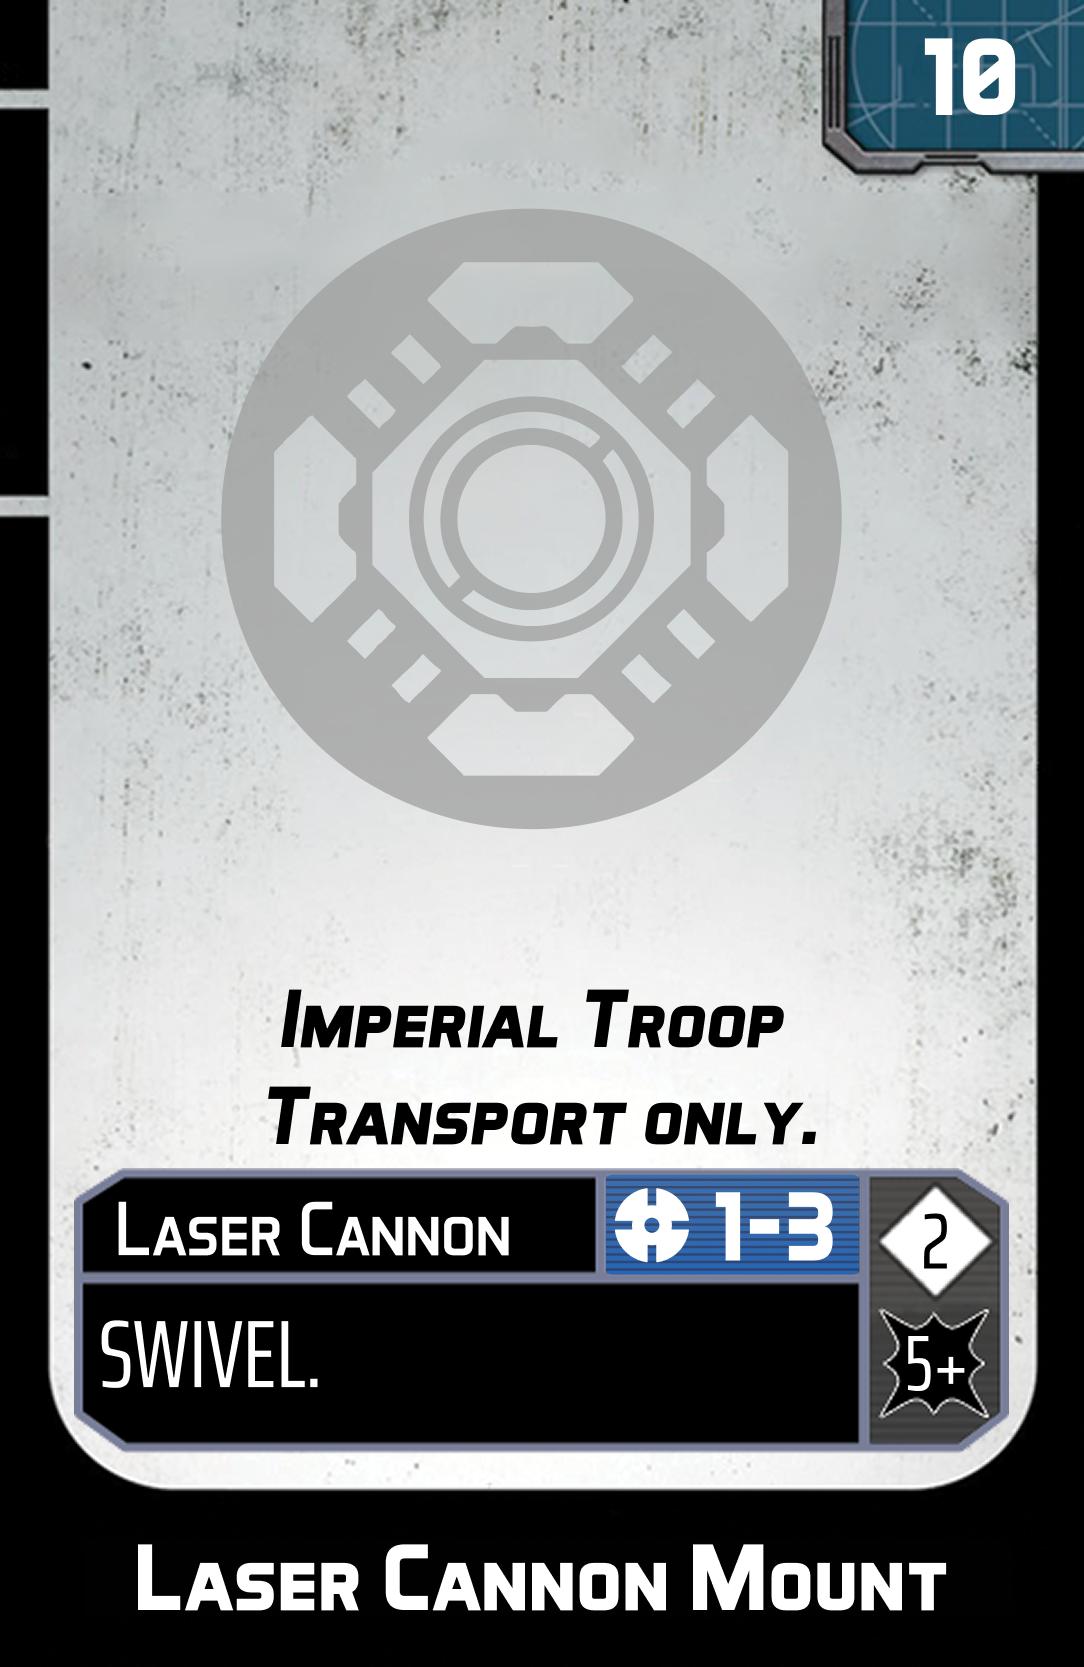 10
Imperial Troop
Transport only.
Laser Cannon 1-3 2
SWIVEL. 5+
Laser Cannon Mount